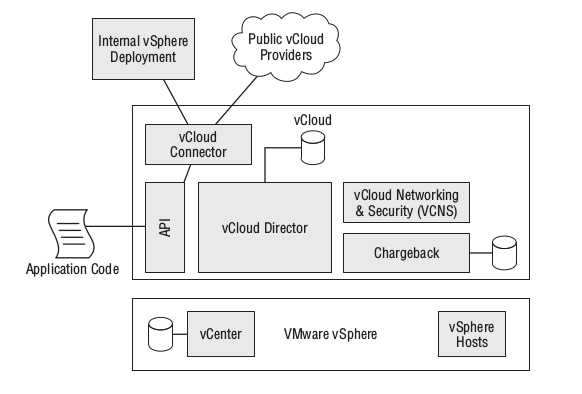 Internal vSphere
Deployment
Public vCloud
Providers
vCloud
vCloud
Connector
API
vCloud Director
vCloud Networking
& Security (VCNS)
Chargeback
Application Code
vCenter
VMware vSphere
vSphere
Hosts